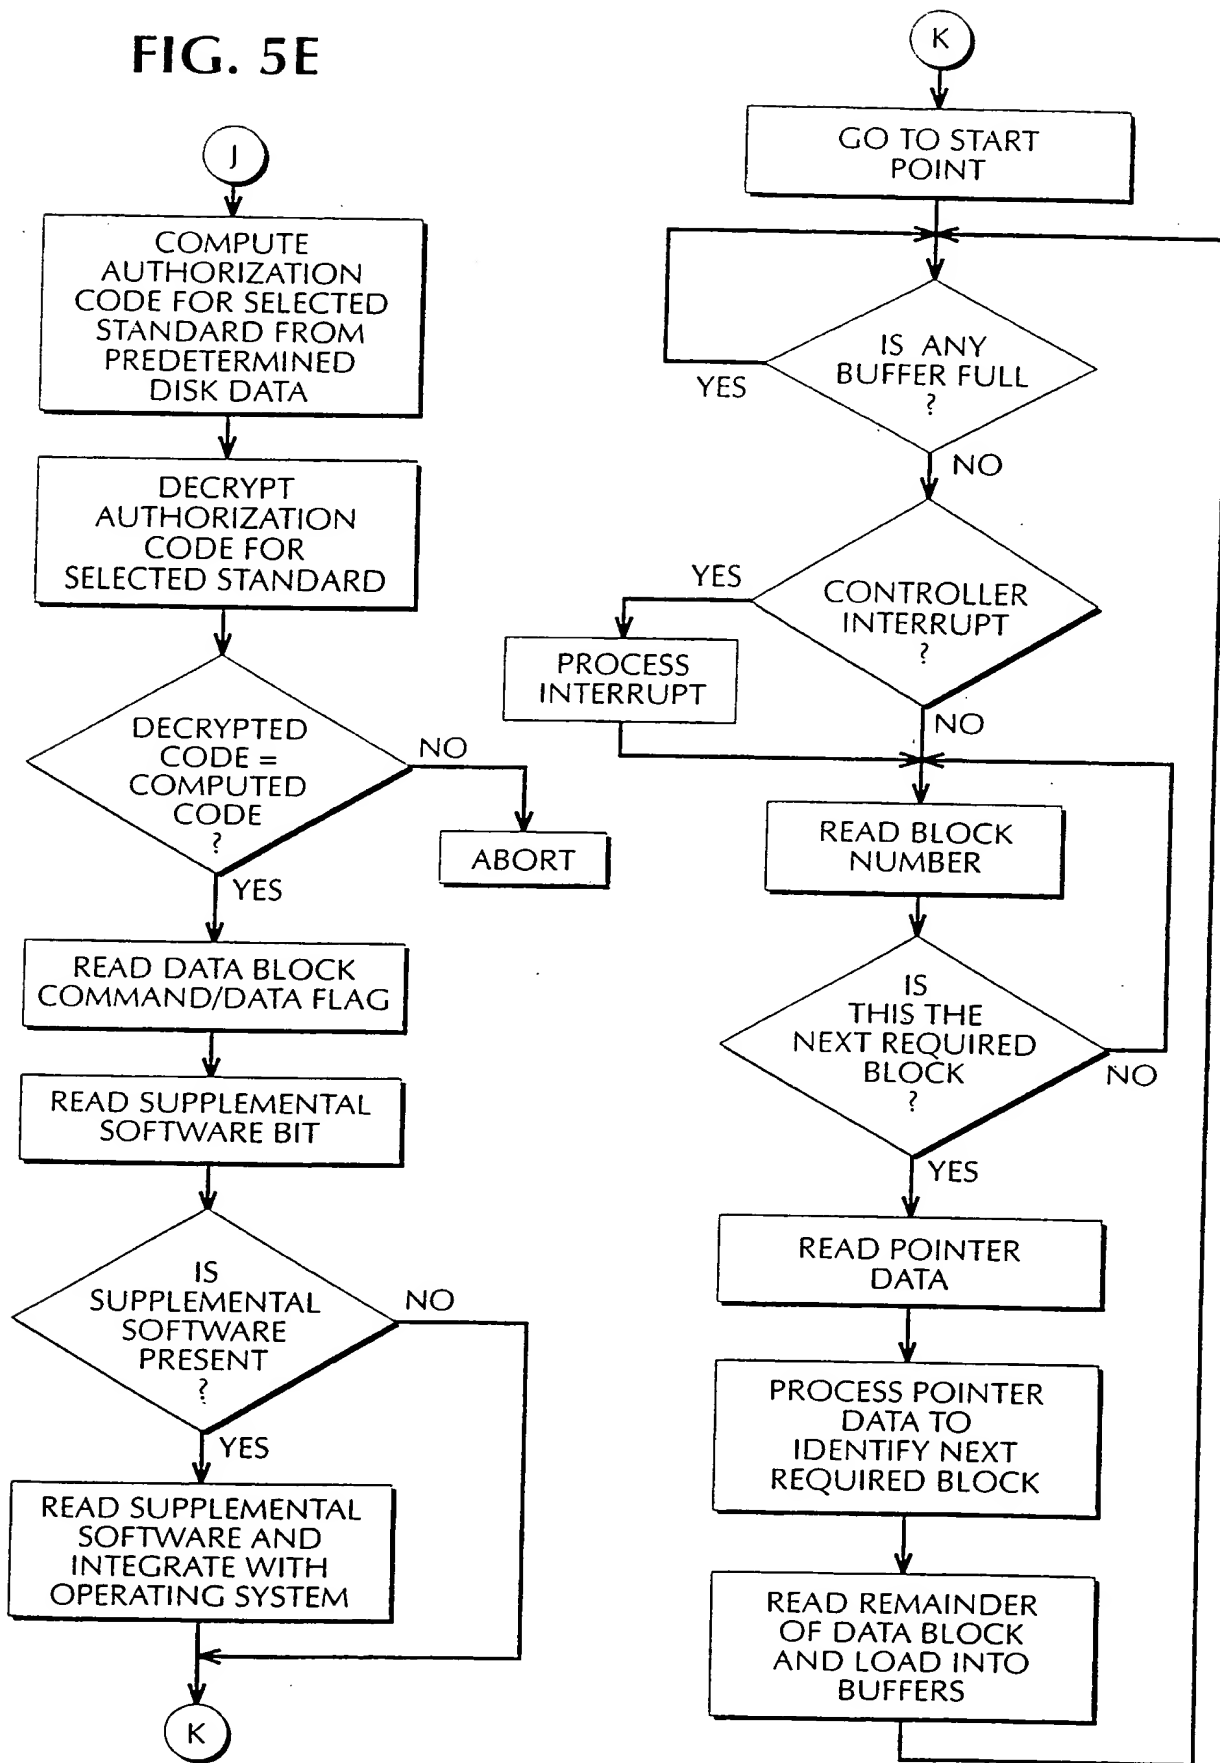 FIG. 5E
J
COMPUTE
AUTHORIZATION
CODE FOR SELECTED
STANDARD FROM
PREDETERMINED
DISK DATA
DECRYPT
AUTHORIZATION
CODE FOR
SELECTED STANDARD
DECRYPTED
CODE =
COMPUTED
CODE
?
NO
ABORT
YES
READ DATA BLOCK
COMMAND/DATA FLAG
READ SUPPLEMENTAL
SOFTWARE BIT
IS
SUPPLEMENTAL
SOFTWARE
PRESENT
?
NO
YES
READ SUPPLEMENTAL
SOFTWARE AND
INTEGRATE WITH
OPERATING SYSTEM
K
K
GO TO START
POINT
IS ANY
BUFFER FULL
?
YES
NO
CONTROLLER
INTERRUPT
?
YES
PROCESS
INTERRUPT
NO
READ BLOCK
NUMBER
IS
THIS THE
NEXT REQUIRED
BLOCK
?
NO
YES
READ POINTER
DATA
PROCESS POINTER
DATA TO
IDENTIFY NEXT
REQUIRED BLOCK
READ REMAINDER
OF DATA BLOCK
AND LOAD INTO
BUFFERS